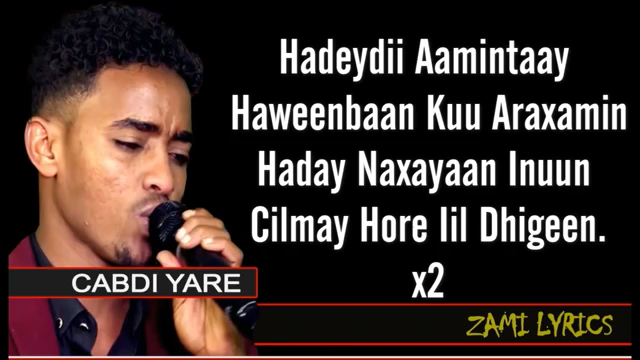 Hadeydii Aamintaay
Haweenbaan Kuu Araxamin
Haday Naxayaan Inuun
Cilmay Hore Iil Dhigeen.
x2
CABDI YARE
ZAMI LYRICS